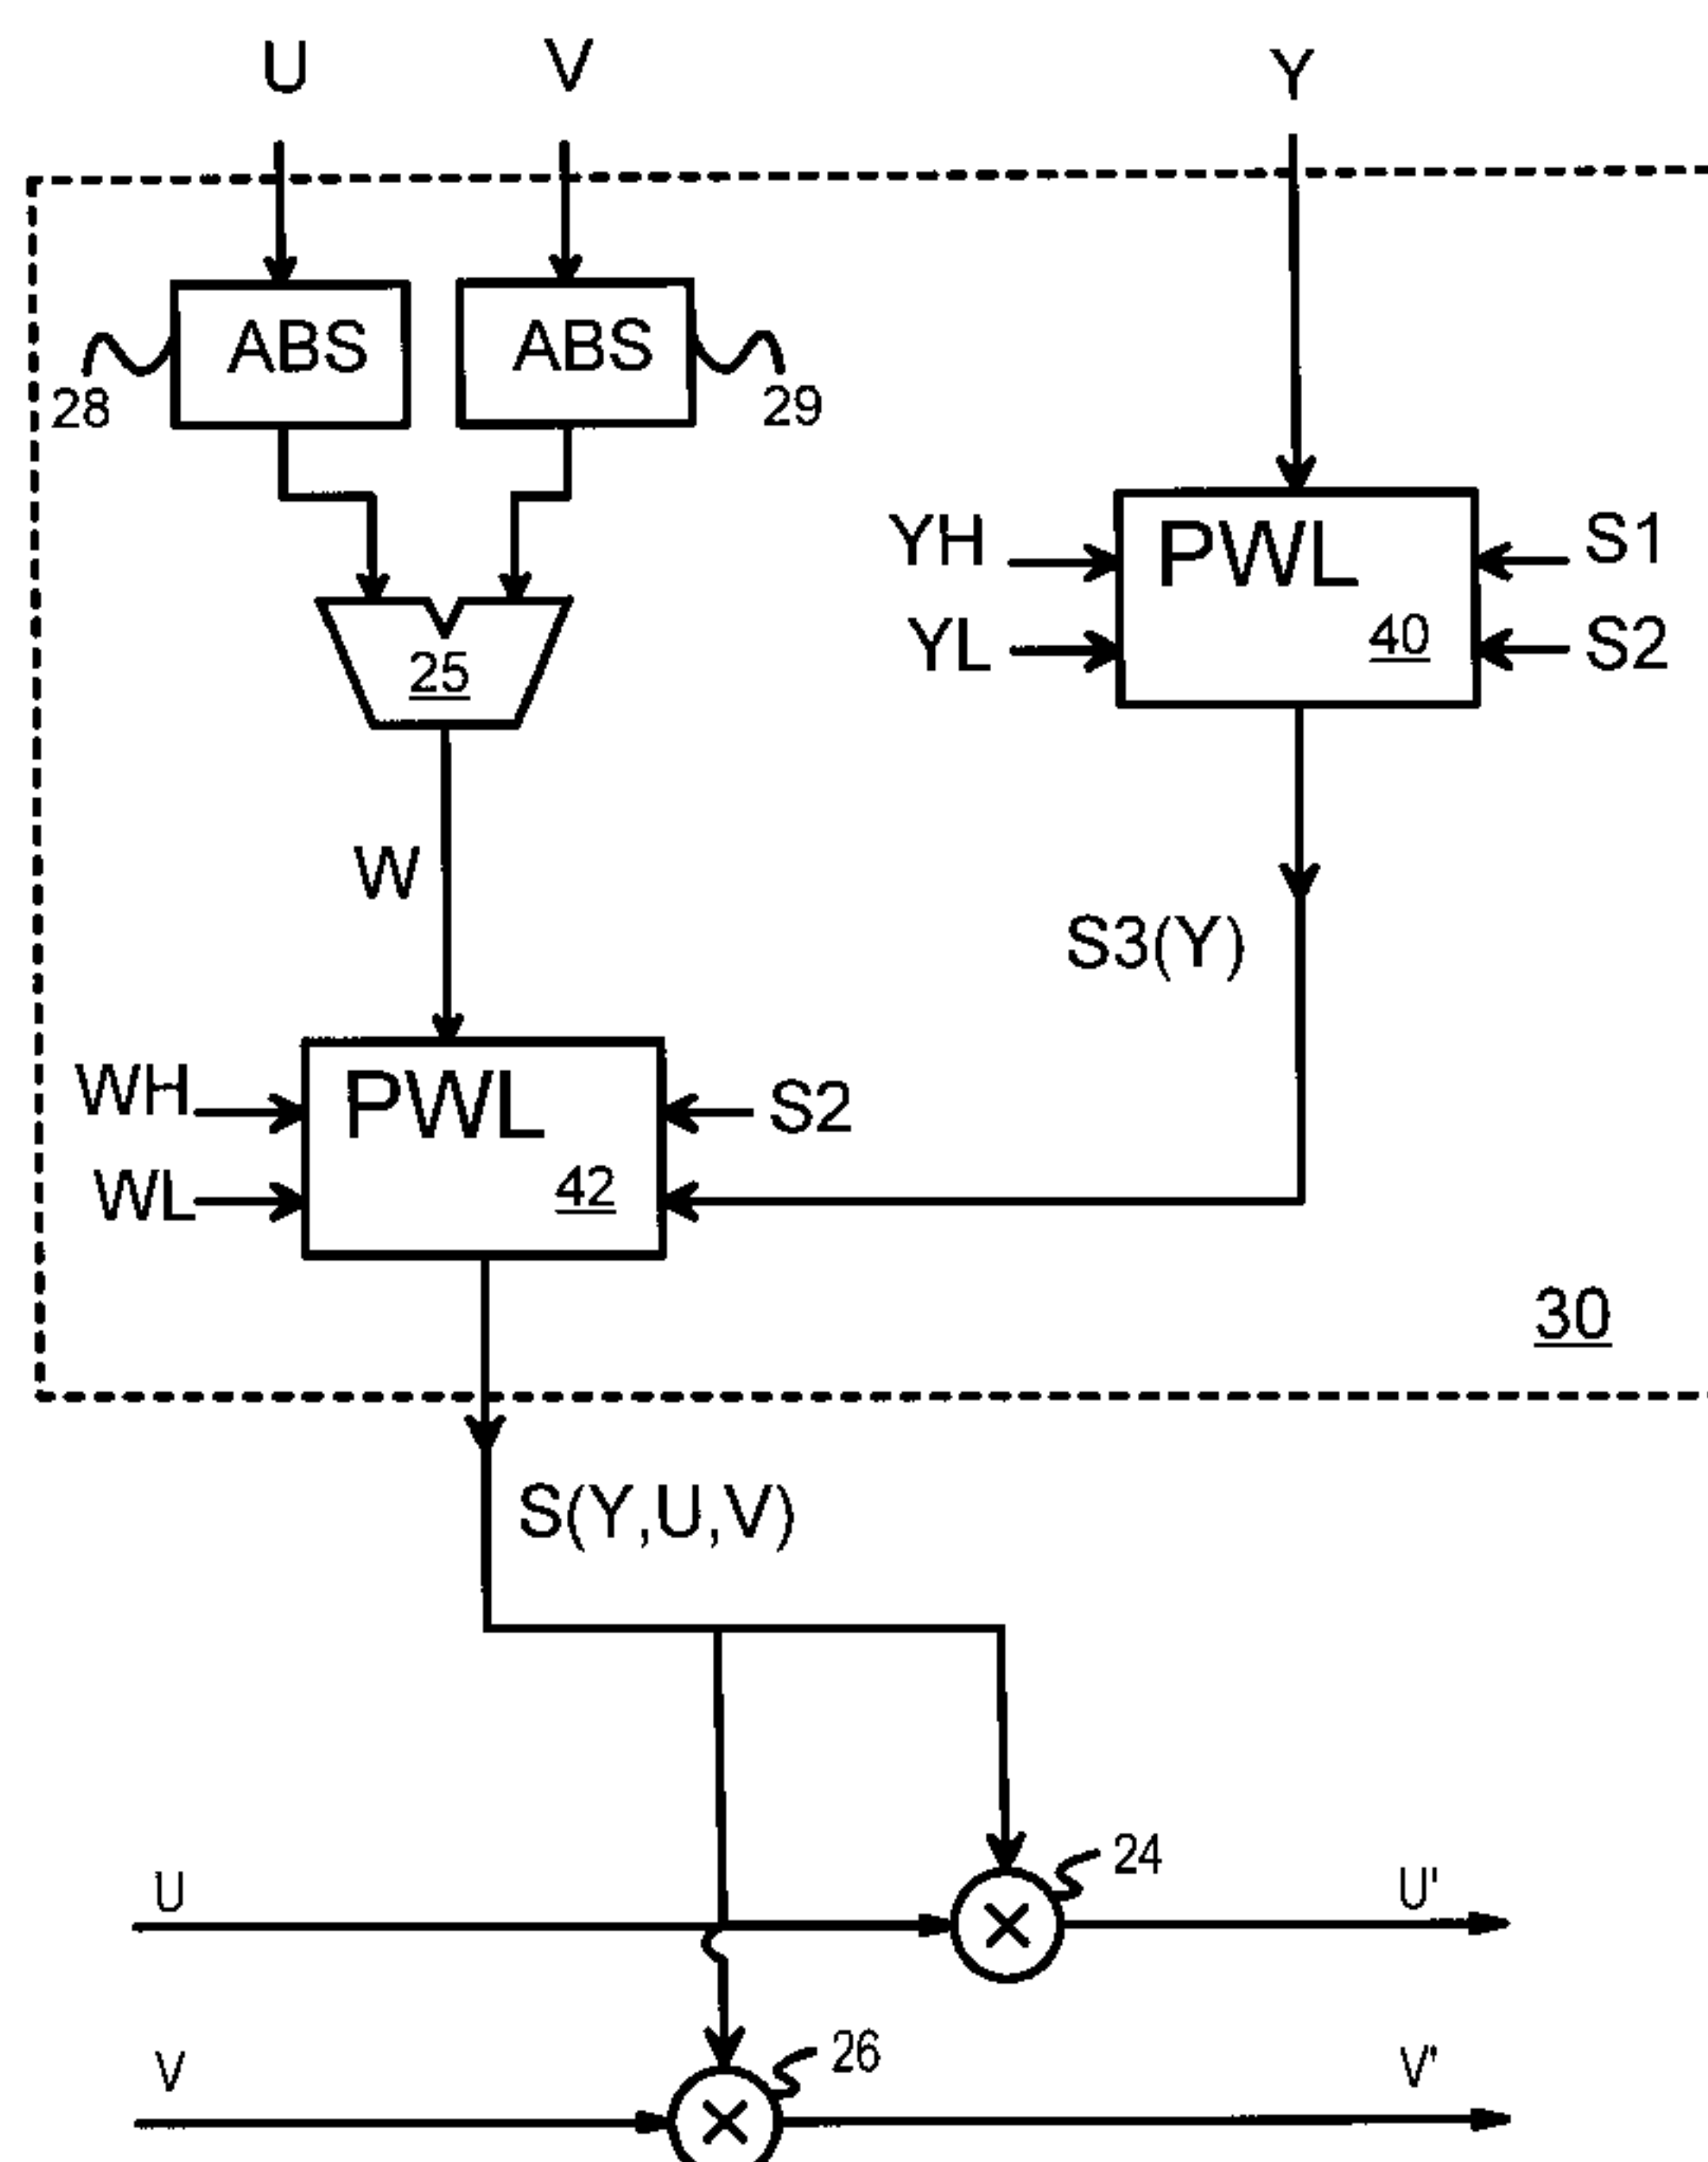 U V Y
ABS ABS
28 29
YH PWL S1
YL 40 S2
25
W
S3(Y)
WH PWL S2
WL 42
30
S(Y,U,V)
24
U U'
26
V V'